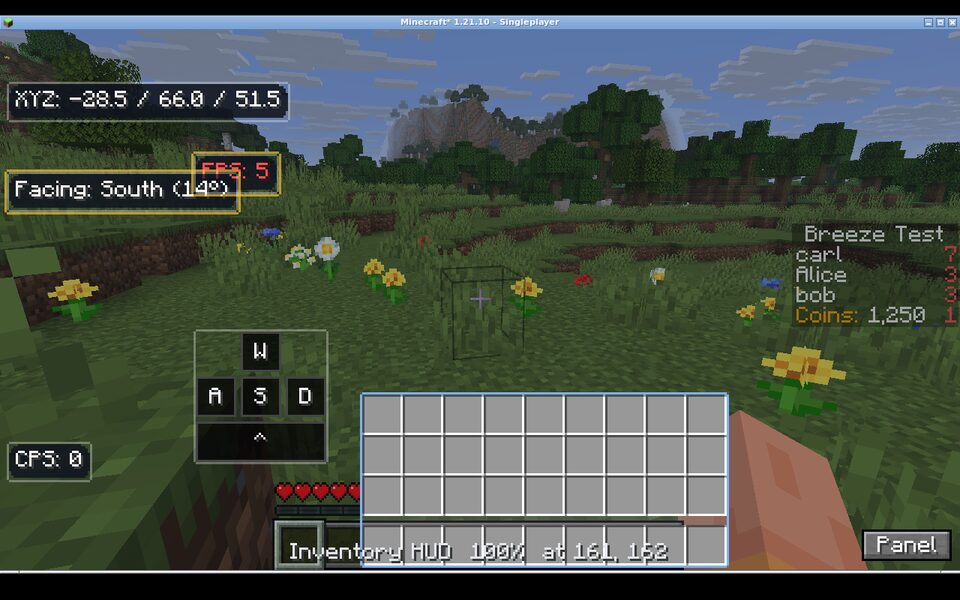 Minecraft* 1.21.10 - Singleplayer
XYZ: -28.5 / 66.0 / 51.5
FPS: 5
Facing: South (14°)
Breeze Test
carl 7
Alice 3
bob 3
Coins: 1,250 1
W
A S D
^
CPS: 0
Inventory HUD 100% at 161, 162
Panel